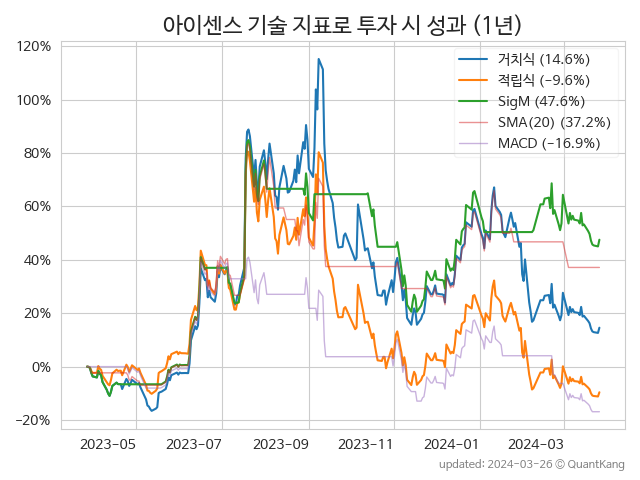 아이센스 기술 지표로 투자 시 성과 (1년)
120%
100%
80%
60%
40%
20%
0%
−20%
거치식 (14.6%)
적립식 (−9.6%)
SigM (47.6%)
SMA(20) (37.2%)
MACD (−16.9%)
2023-05
2023-07
2023-09
2023-11
2024-01
2024-03
updated: 2024-03-26 © QuantKang